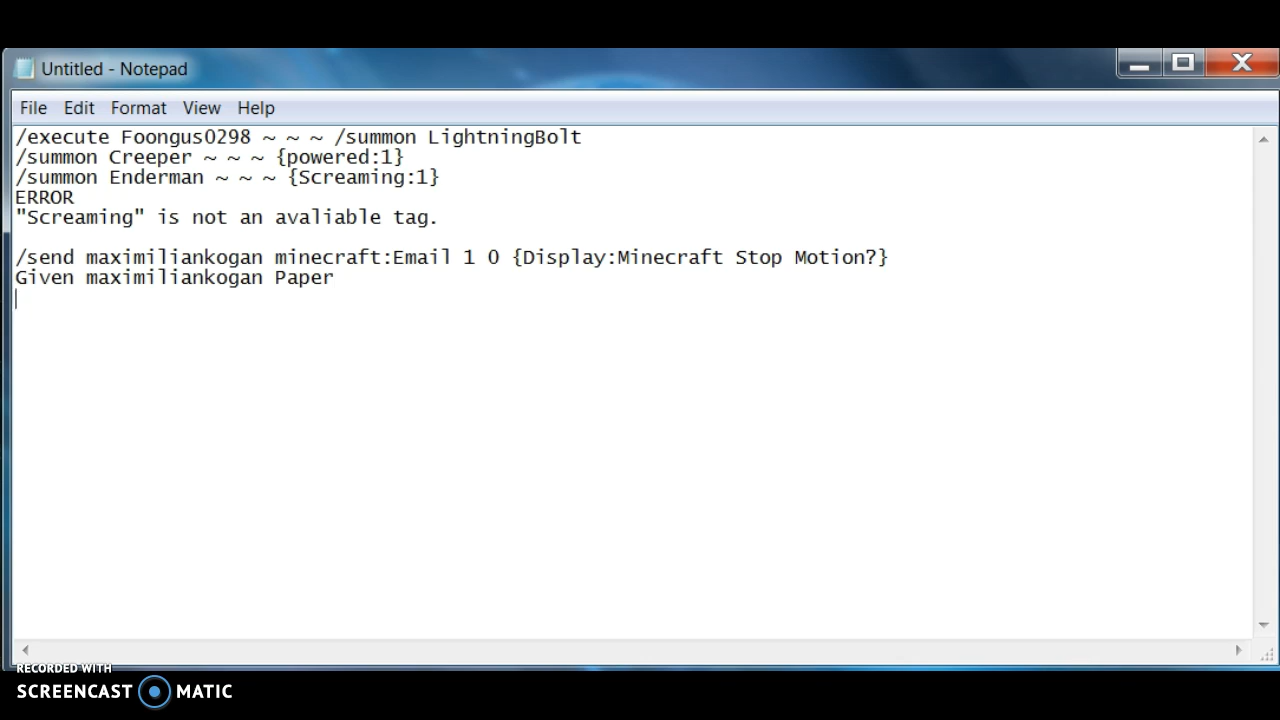 Untitled - Notepad
File Edit Format View Help
/execute Foongus0298 ~ ~ ~ /summon LightningBolt
/summon Creeper ~ ~ ~ {powered:1}
/summon Enderman ~ ~ ~ {Screaming:1}
ERROR
"Screaming" is not an avaliable tag.
/send maximiliankogan minecraft:Email 1 0 {Display:Minecraft Stop Motion?}
Given maximiliankogan Paper
RECORDED WITH
SCREENCAST MATIC